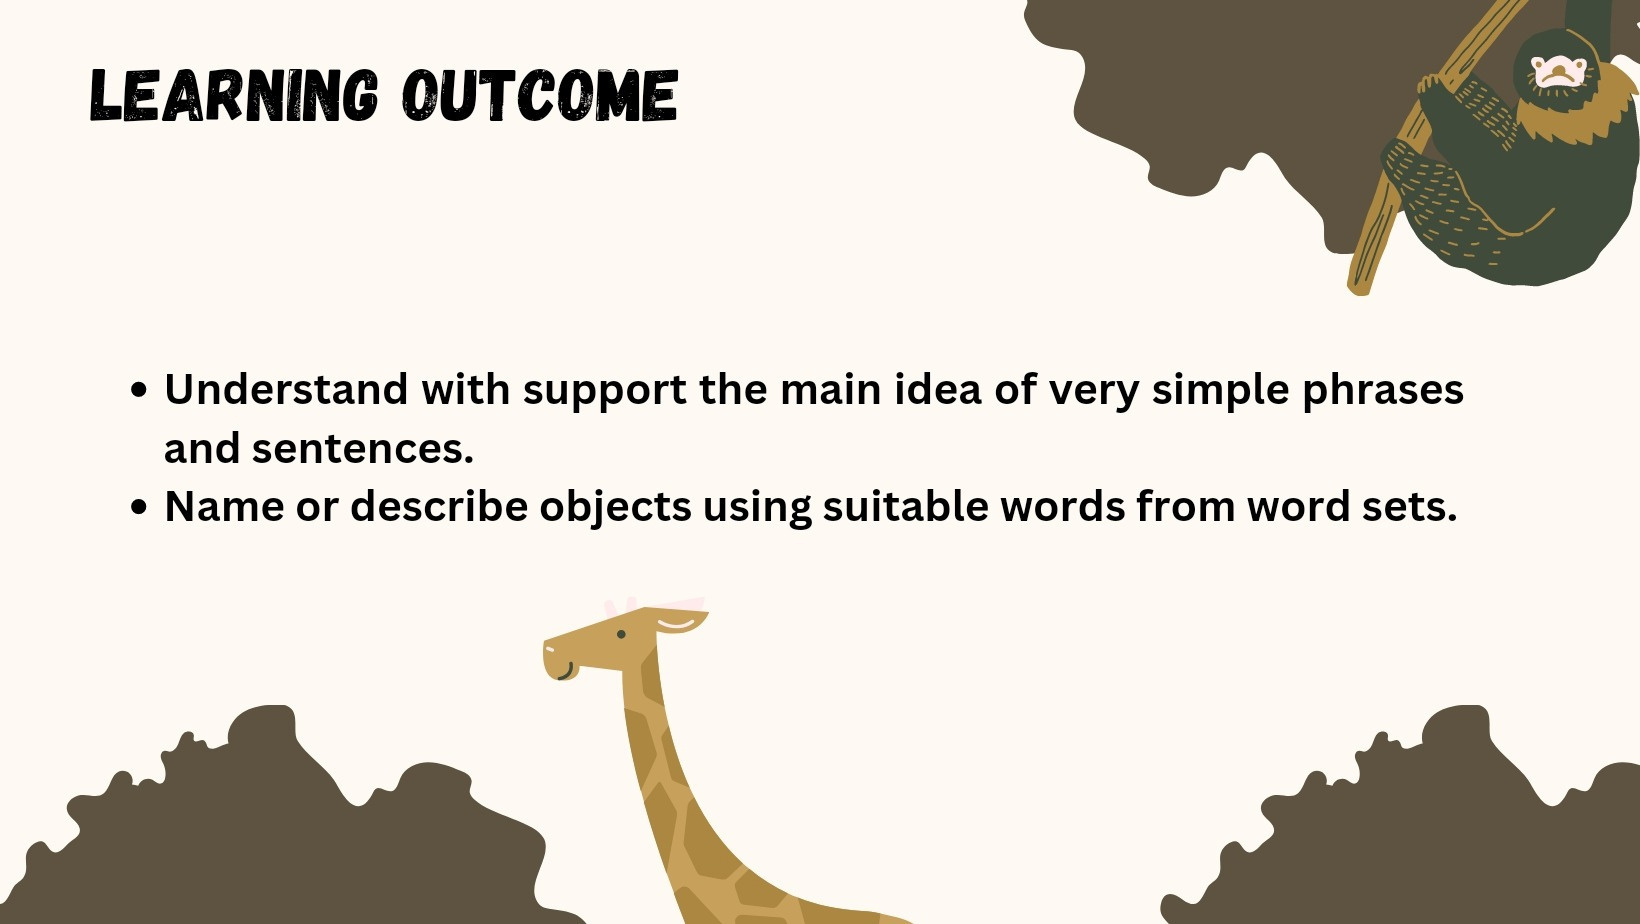 LEARNING OUTCOME
• Understand with support the main idea of very simple phrases
and sentences.
• Name or describe objects using suitable words from word sets.